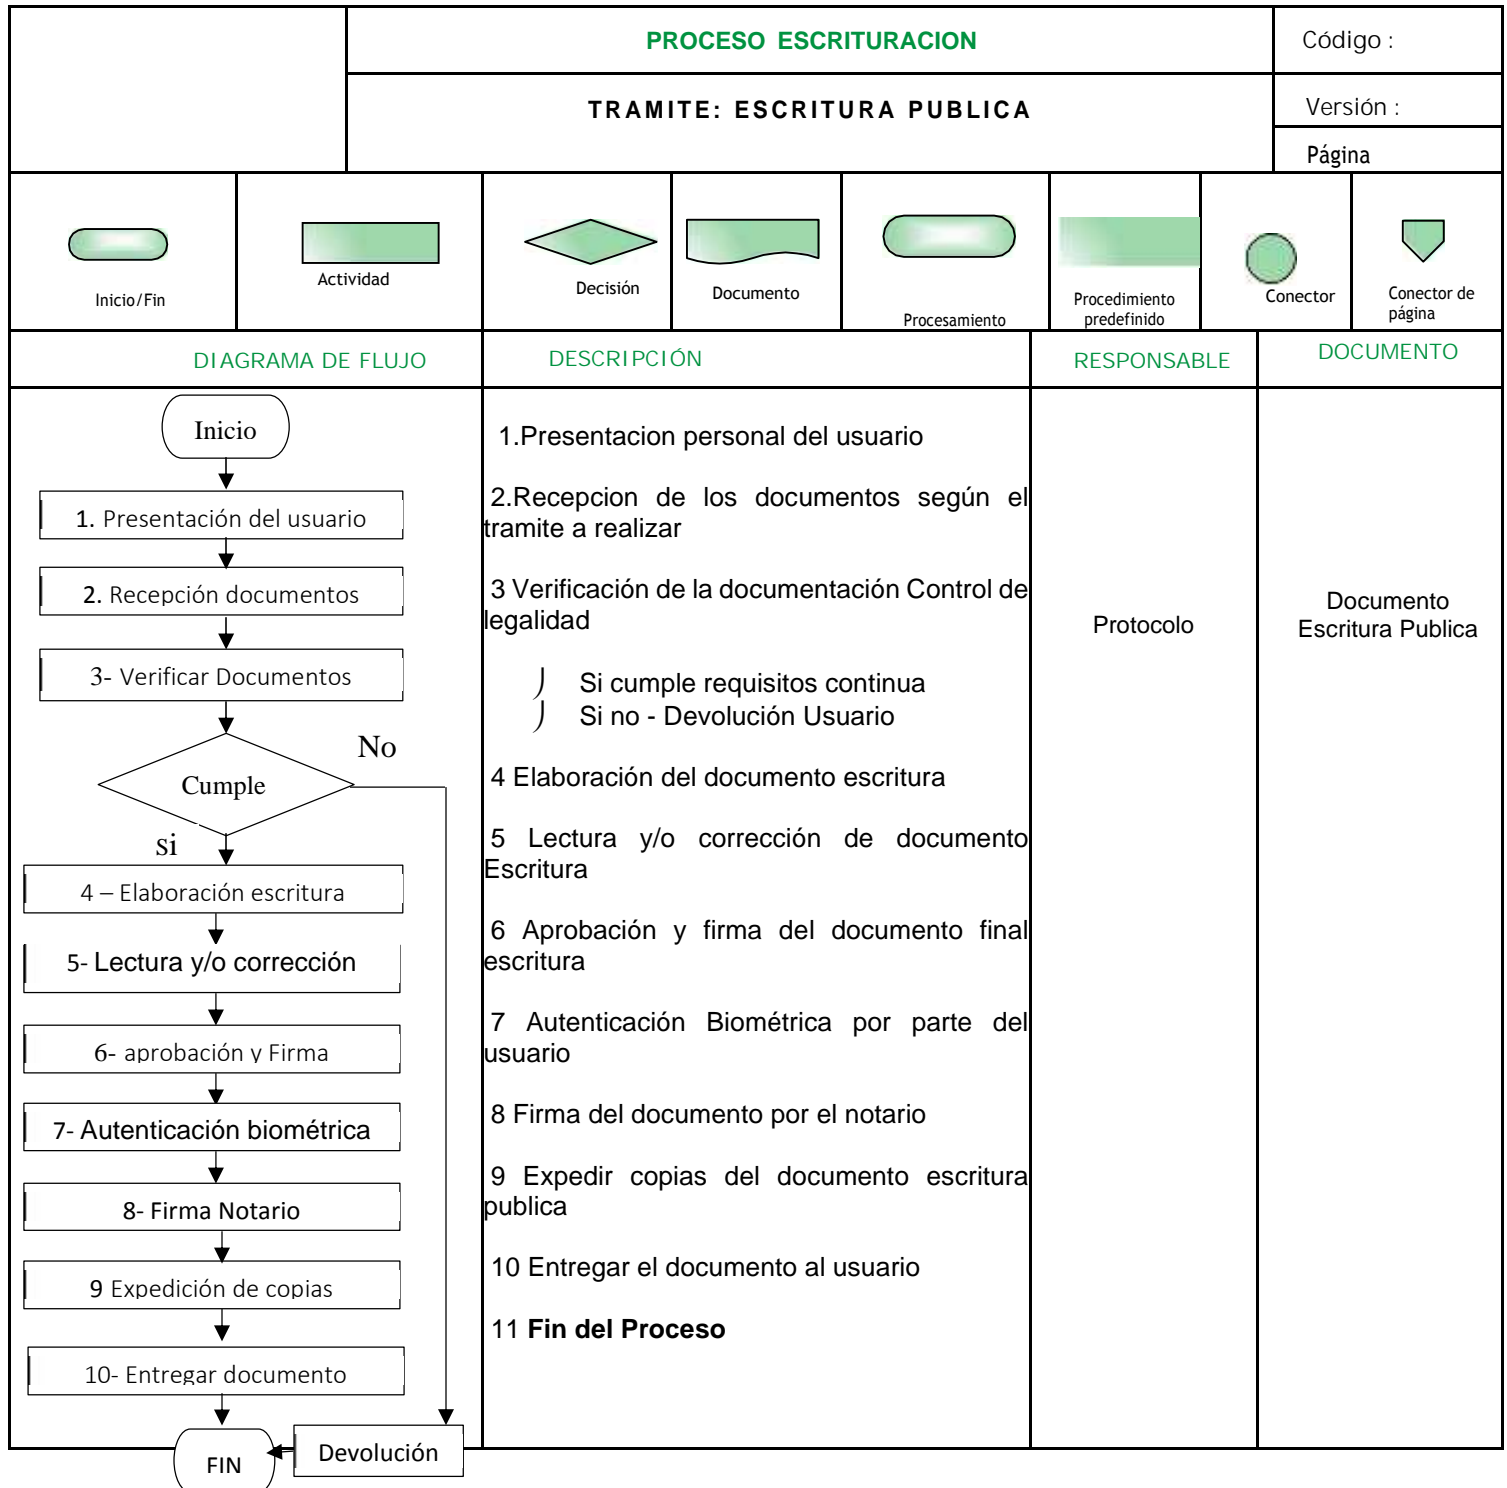 PROCESO ESCRITURACION
Código :
TRAMITE: ESCRITURA PUBLICA
Versión :
Página
Inicio/Fin
Actividad
Decisión
Documento
Procesamiento
Procedimiento
predefinido
Conector
Conector de
página
DIAGRAMA DE FLUJO
DESCRIPCIÓN
RESPONSABLE
DOCUMENTO
Inicio
1. Presentación del usuario
2. Recepción documentos
3- Verificar Documentos
No
Cumple
si
4 – Elaboración escritura
5- Lectura y/o corrección
6- aprobación y Firma
7- Autenticación biométrica
8- Firma Notario
9 Expedición de copias
10- Entregar documento
FIN
Devolución
1.Presentacion personal del usuario
2.Recepcion de los documentos según el
tramite a realizar
3 Verificación de la documentación Control de
legalidad
Si cumple requisitos continua
Si no - Devolución Usuario
4 Elaboración del documento escritura
5 Lectura y/o corrección de documento
Escritura
6 Aprobación y firma del documento final
escritura
7 Autenticación Biométrica por parte del
usuario
8 Firma del documento por el notario
9 Expedir copias del documento escritura
publica
10 Entregar el documento al usuario
11 Fin del Proceso
Protocolo
Documento
Escritura Publica